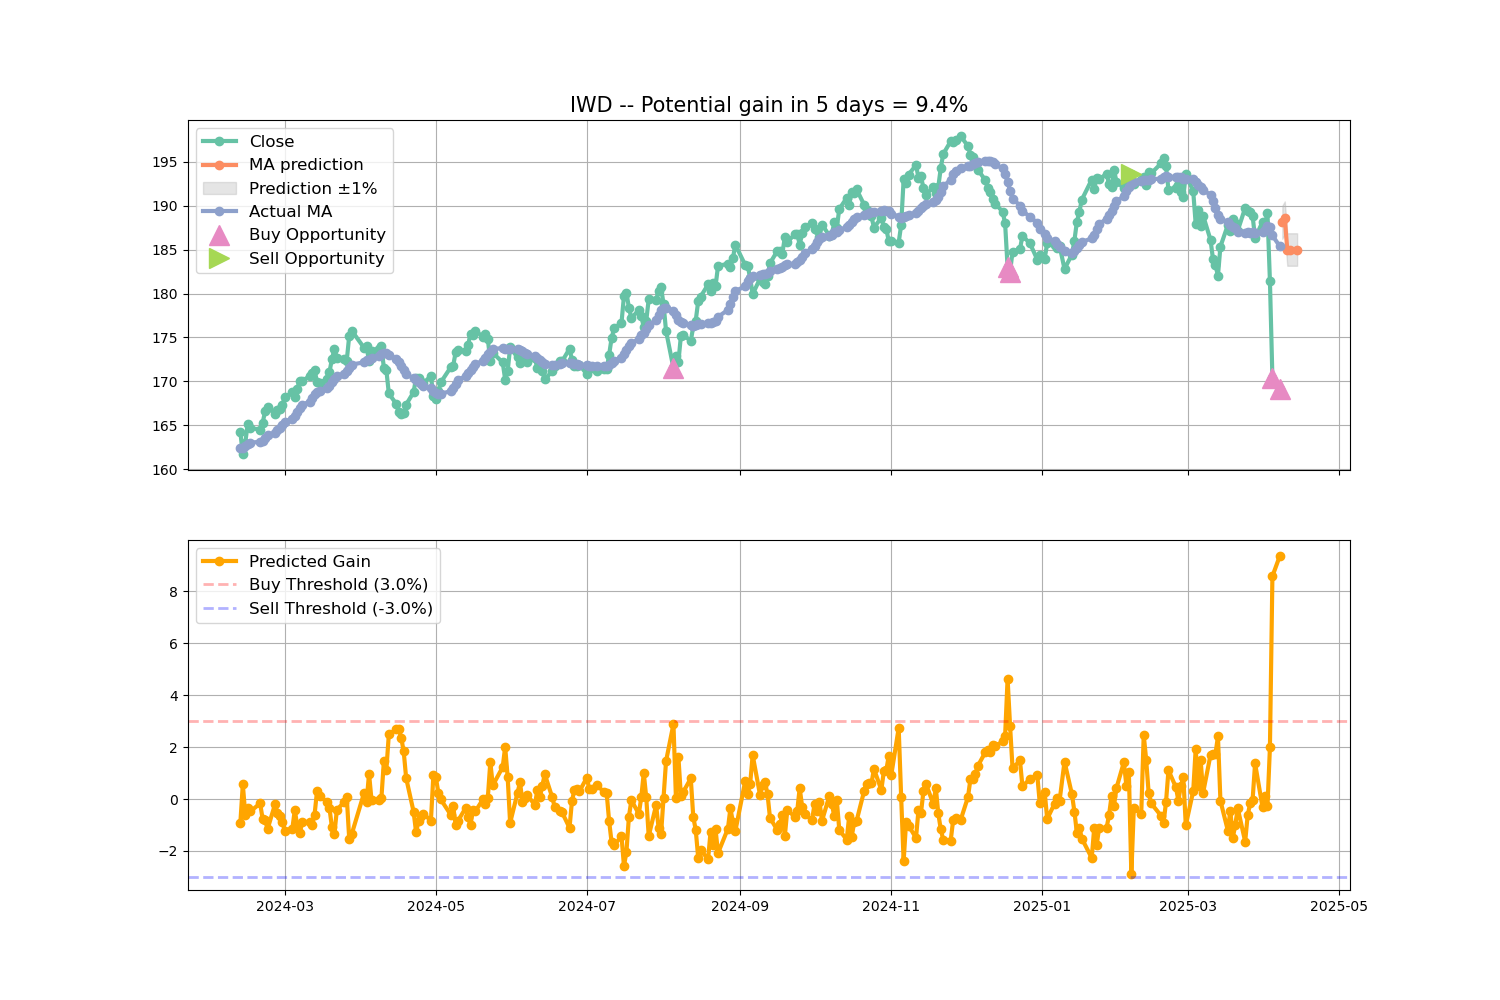 IWD -- Potential gain in 5 days = 9.4%
Close
MA prediction
Prediction ±1%
Actual MA
Buy Opportunity
Sell Opportunity
195
190
185
180
175
170
165
160
Predicted Gain
Buy Threshold (3.0%)
Sell Threshold (-3.0%)
8
6
4
2
0
−2
2024-03
2024-05
2024-07
2024-09
2024-11
2025-01
2025-03
2025-05